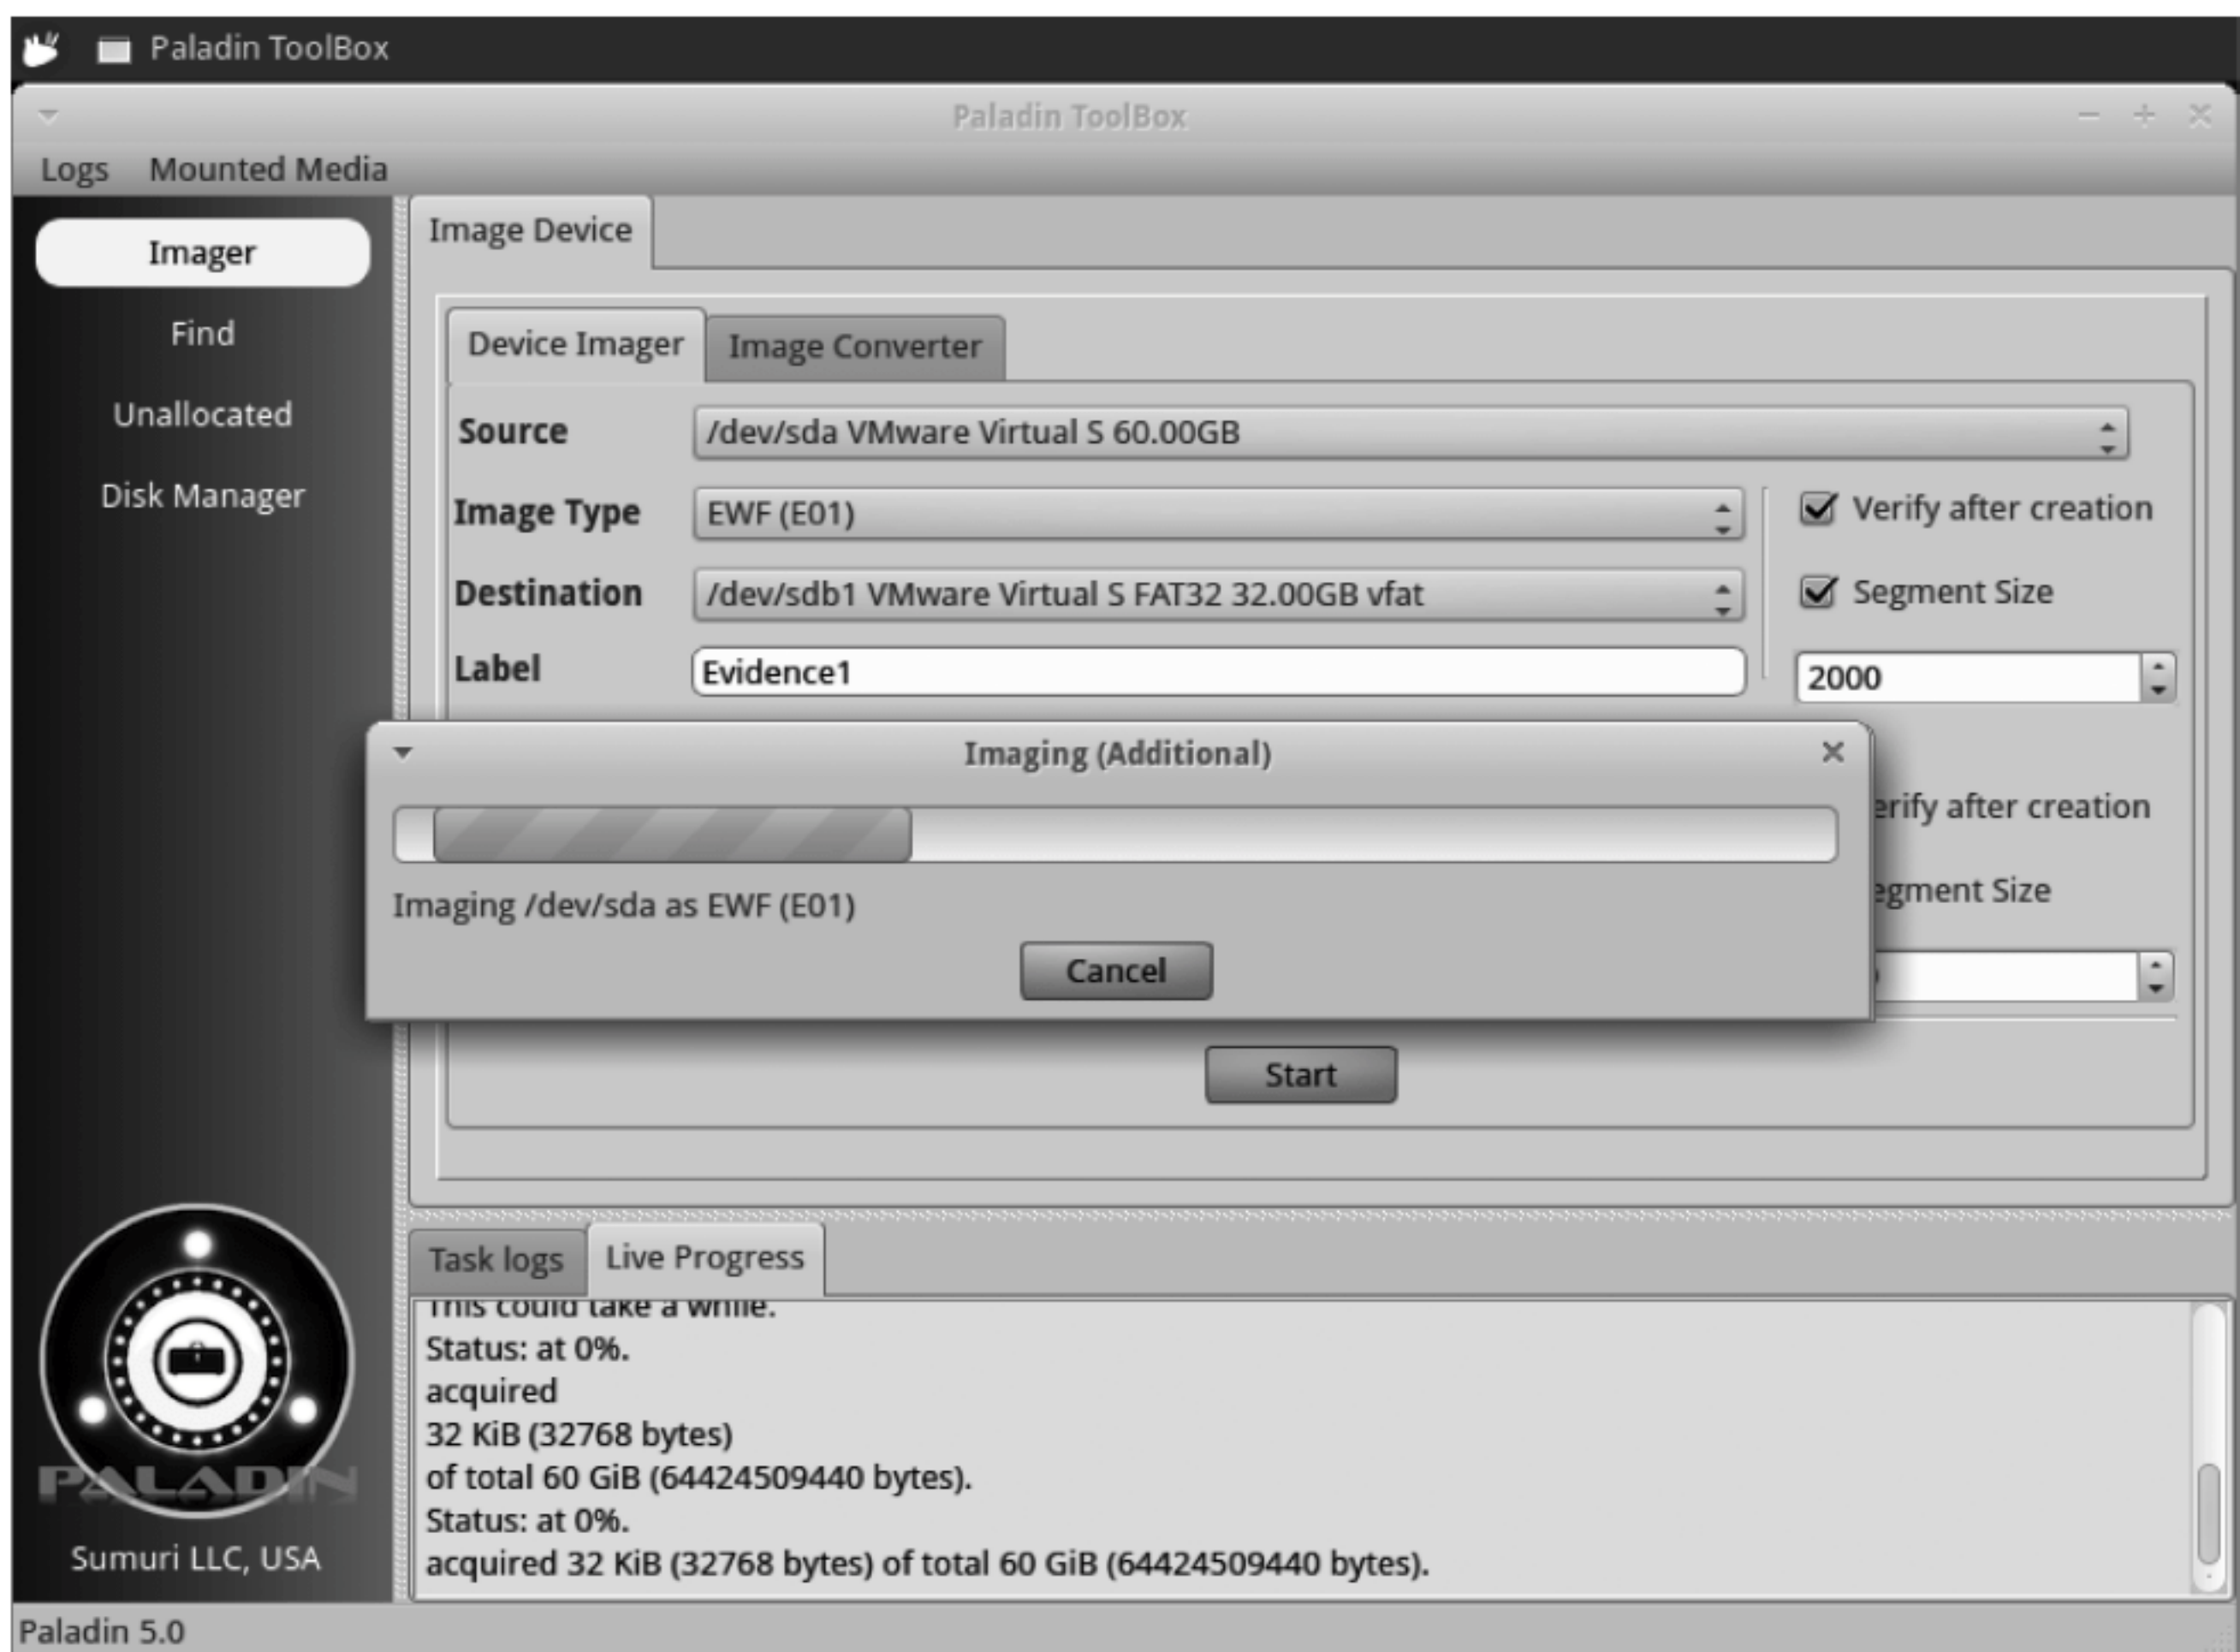 Paladin ToolBox
Paladin ToolBox
Logs Mounted Media
Imager
Find
Unallocated
Disk Manager
Image Device
Device Imager Image Converter
Source /dev/sda VMware Virtual S 60.00GB
Image Type EWF (E01) Verify after creation
Destination /dev/sdb1 VMware Virtual S FAT32 32.00GB vfat Segment Size
Label Evidence1 2000
Imaging (Additional)
Imaging /dev/sda as EWF (E01)
Cancel
erify after creation
egment Size
Start
Task logs Live Progress
This could take a while.
Status: at 0%.
acquired
32 KiB (32768 bytes)
of total 60 GiB (64424509440 bytes).
Status: at 0%.
acquired 32 KiB (32768 bytes) of total 60 GiB (64424509440 bytes).
PALADIN
Sumuri LLC, USA
Paladin 5.0